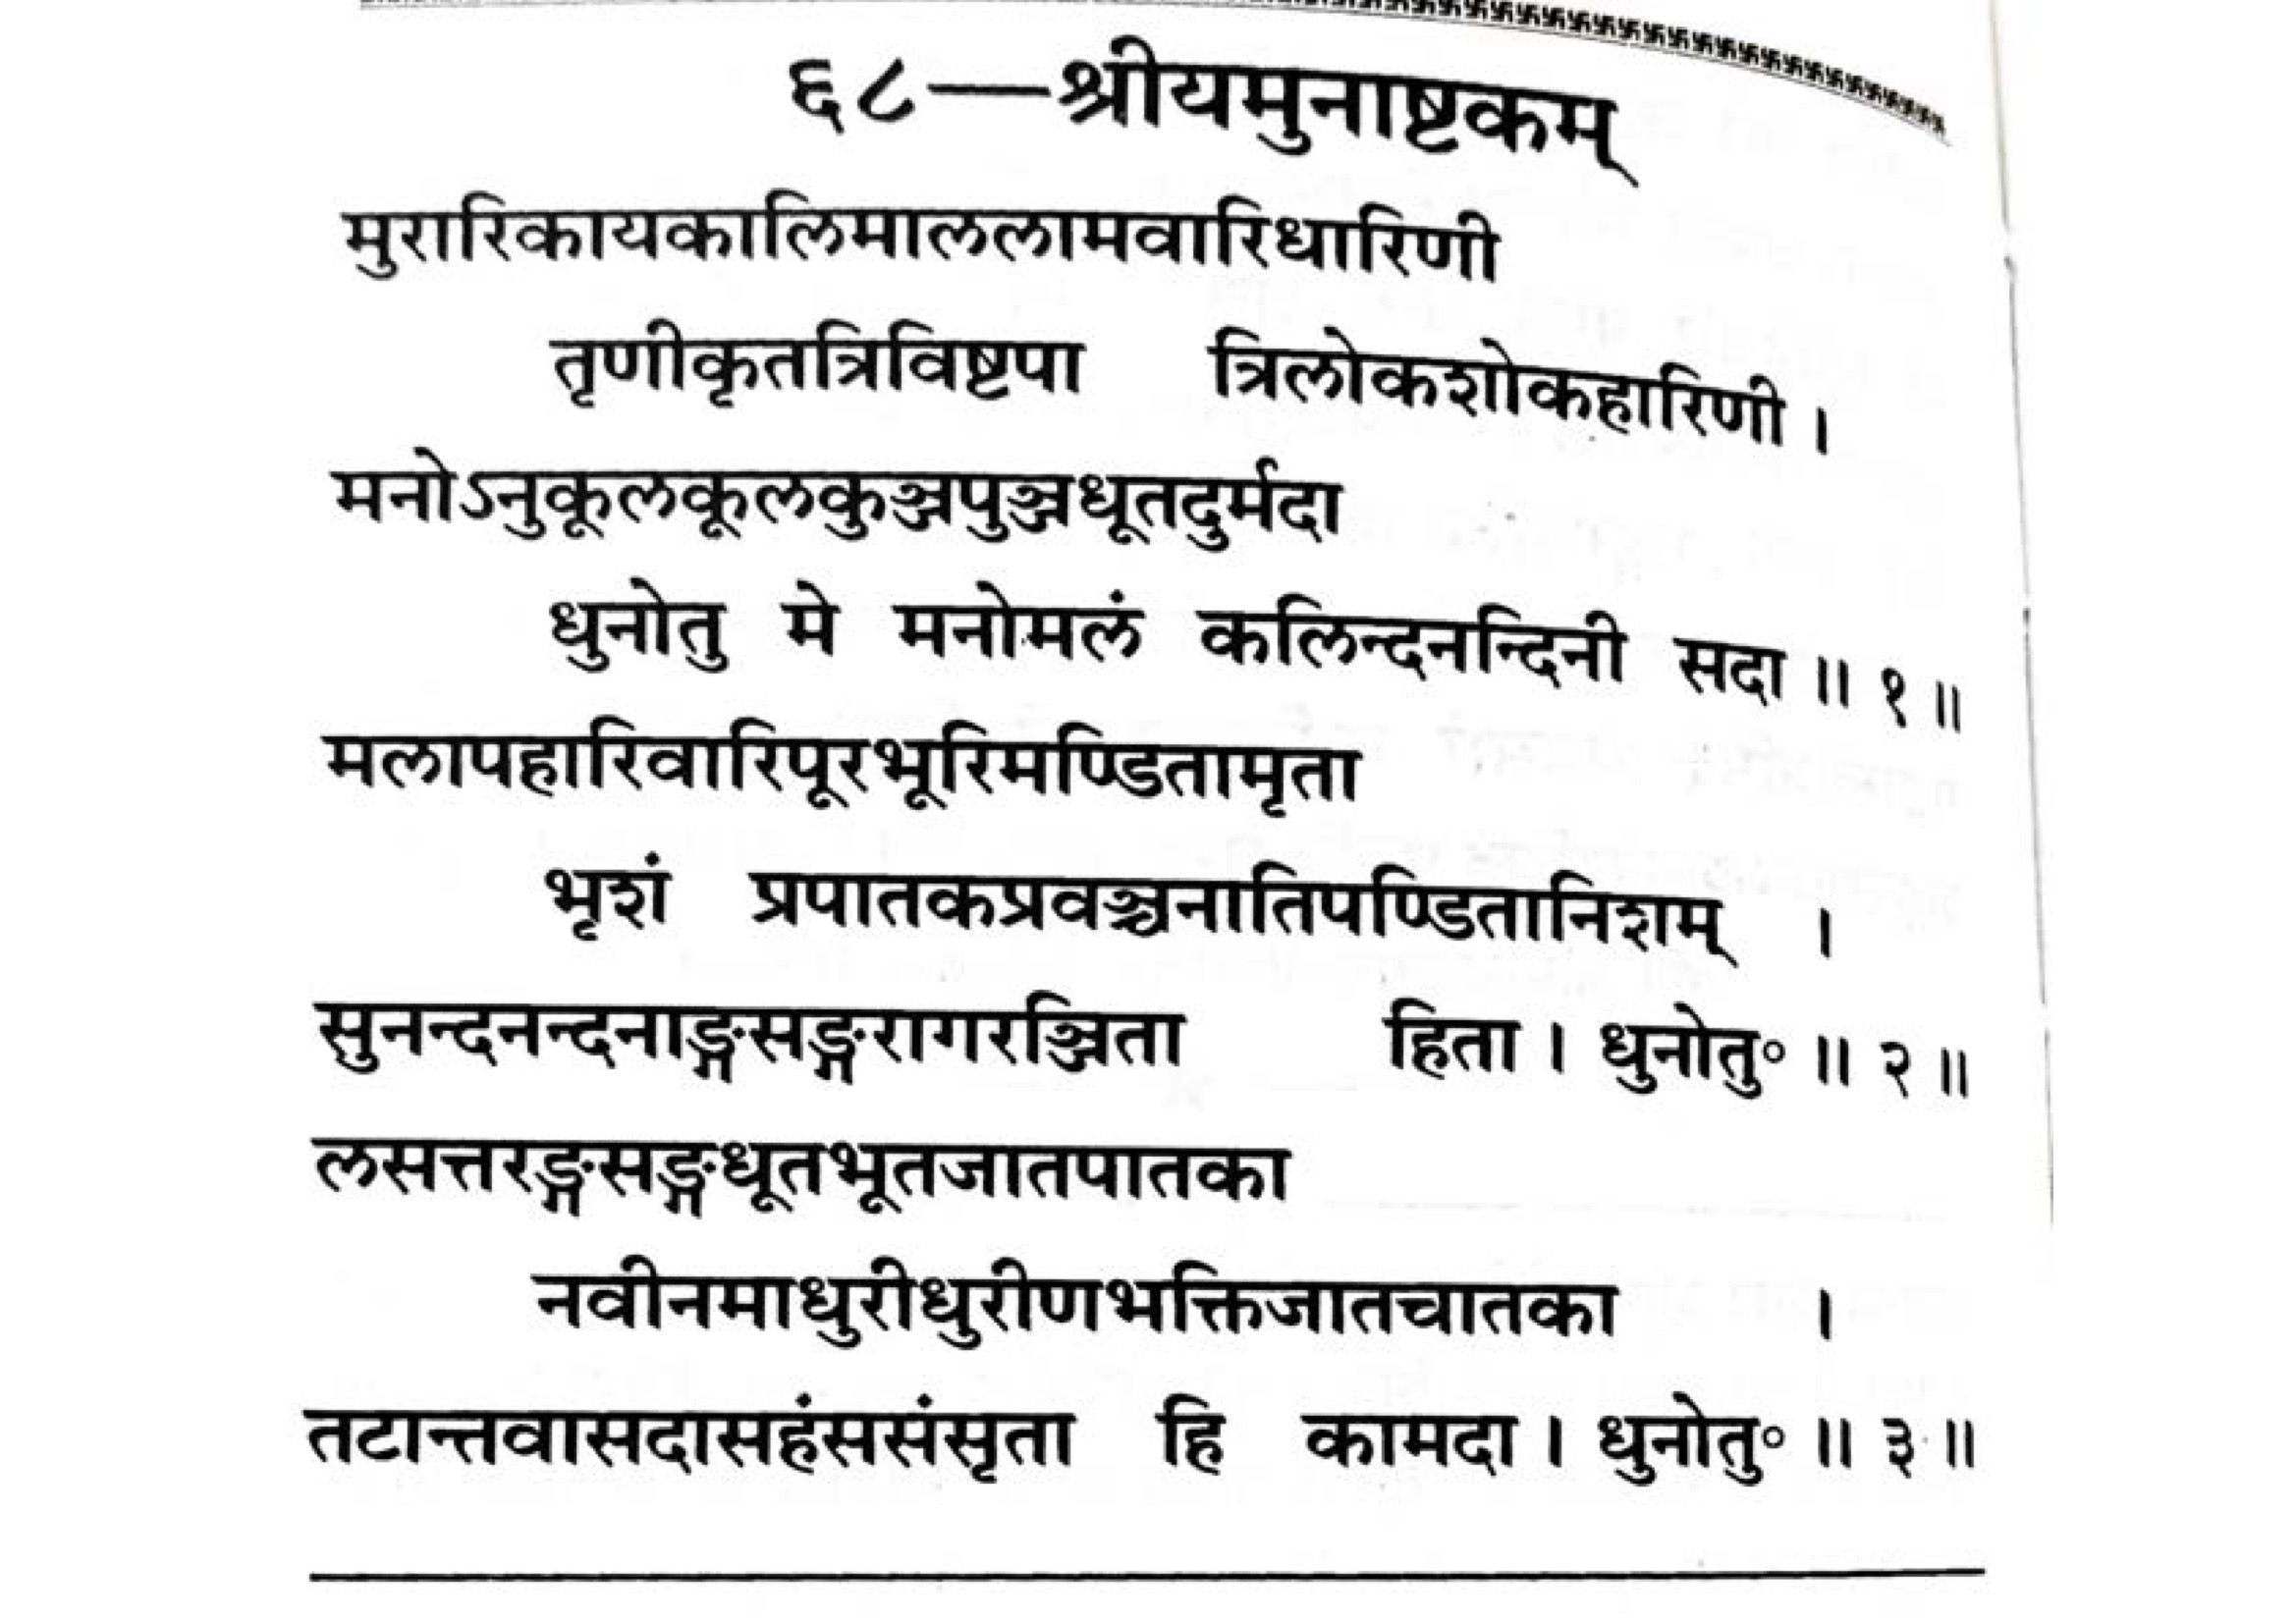 ६८—श्रीयमुनाष्टकम्
मुरारिकायकालिमाललामवारिधारिणी
तृणीकृतत्रिविष्टपा त्रिलोकशोकहारिणी ।
मनोऽनुकूलकूलकुञ्जपुञ्जधूतदुर्मदा
धुनोतु मे मनोमलं कलिन्दनन्दिनी सदा ॥ १ ॥
मलापहारिवारिपूरभूरिमण्डितामृता
भृशं प्रपातकप्रवञ्चनातिपण्डितानिशम् ।
सुनन्दनन्दनाङ्गसङ्गरागरञ्जिता हिता । धुनोतु॰ ॥ २ ॥
लसत्तरङ्गसङ्गधूतभूतजातपातका
नवीनमाधुरीधुरीणभक्तिजातचातका ।
तटान्तवासदासहंससंसृता हि कामदा । धुनोतु॰ ॥ ३ ॥